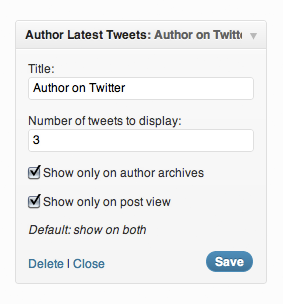 Author Latest Tweets: Author on Twitt
Title:
Author on Twitter
Number of tweets to display:
3
Show only on author archives
Show only on post view
Default: show on both
Delete | Close Save